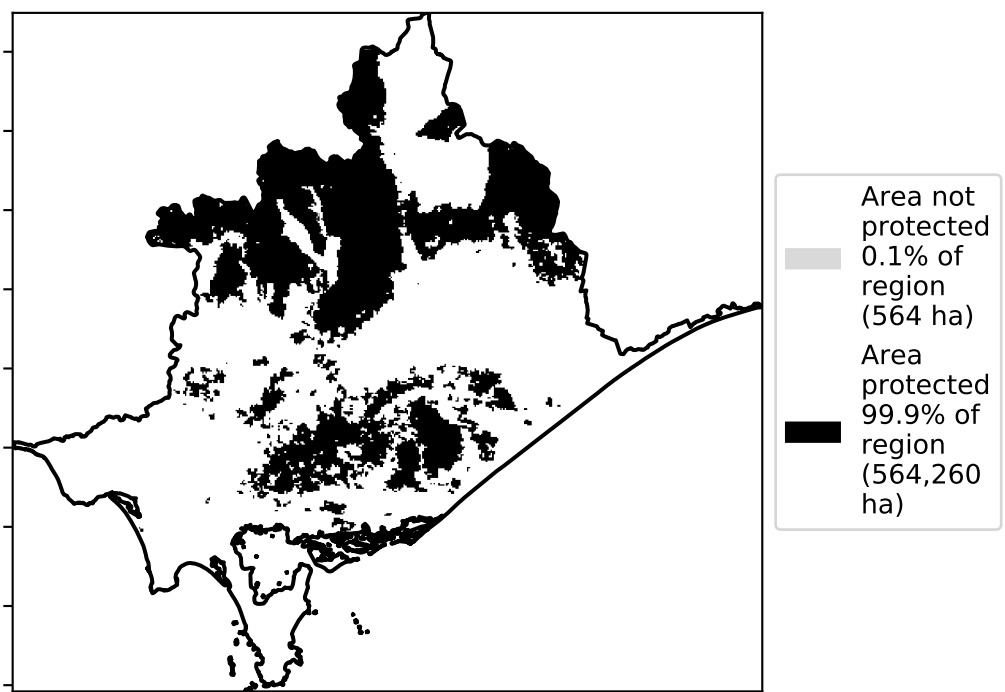 Area not
protected
0.1% of
region
(564 ha)
Area
protected
99.9% of
region
(564,260
ha)